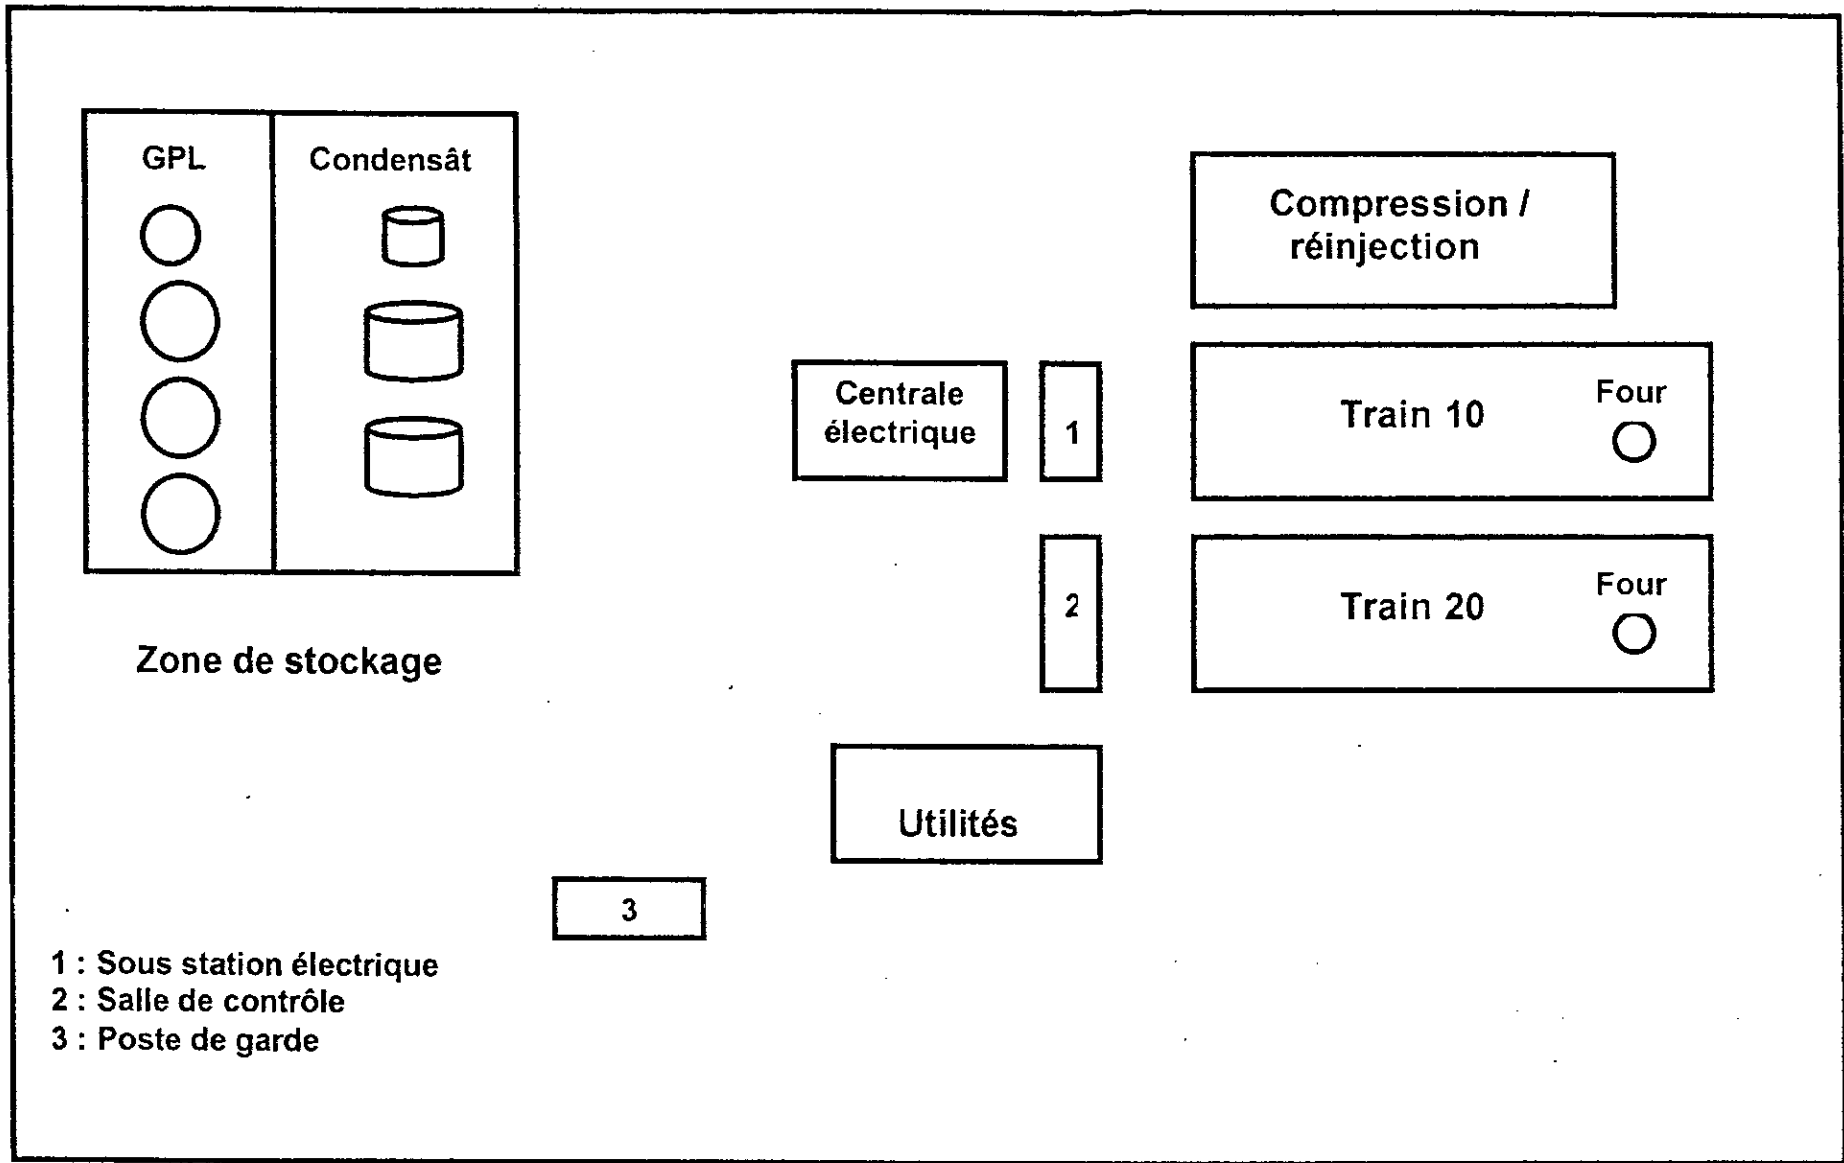 GPL
Condensât
Compression /
réinjection
Centrale
électrique
1
Train 10
Four
2
Train 20
Four
Zone de stockage
Utilités
3
1 : Sous station électrique
2 : Salle de contrôle
3 : Poste de garde